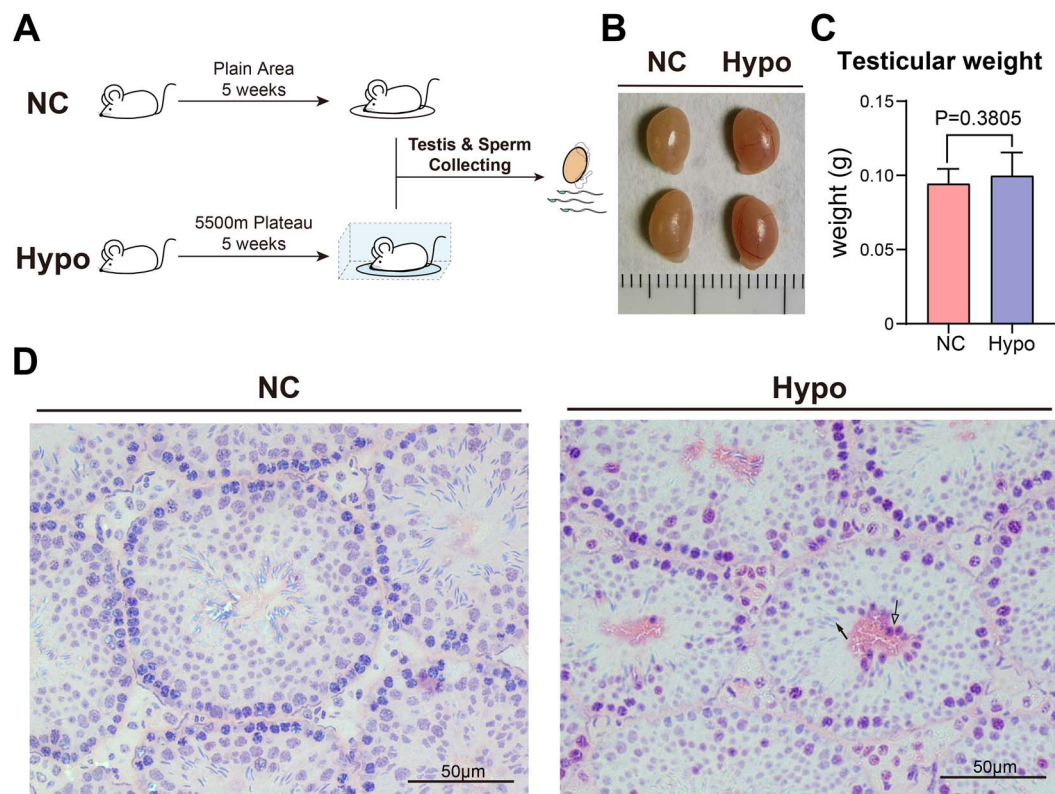 A
NC
Plain Area
5 weeks
Testis & Sperm
Collecting
Hypo
5500m Plateau
5 weeks
B
NC Hypo
C
Testicular weight
P=0.3805
weight (g)
0.15
0.10
0.05
0
NC Hypo
D
NC
Hypo
50μm
50μm